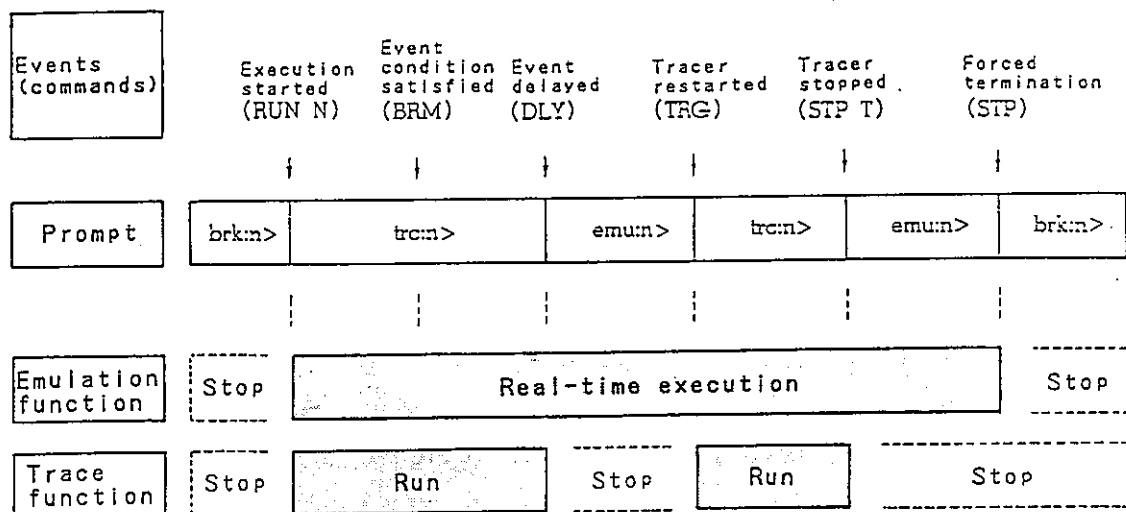 Events
(commands)
Execution
started
(RUN N)
Event
condition
satisfied
(BRM)
Event
delayed
(DLY)
Tracer
restarted
(TRG)
Tracer
stopped
(STP T)
Forced
termination
(STP)
Prompt
brk:n>
trc:n>
emu:n>
trc:n>
emu:n>
brk:n>
Emulation
function
Stop
Real-time execution
Stop
Trace
function
Stop
Run
Stop
Run
Stop